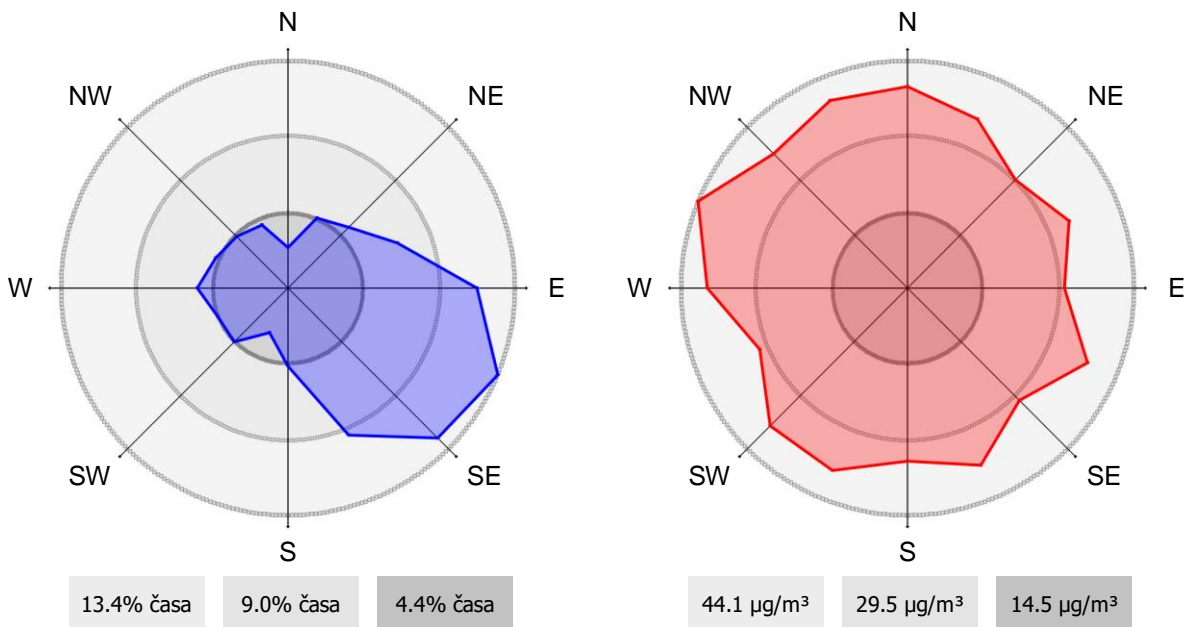 N
NW
NE
W
E
SW
SE
S
13.4% časa
9.0% časa
4.4% časa
N
NW
NE
W
E
SW
SE
S
44.1 µg/m³
29.5 µg/m³
14.5 µg/m³